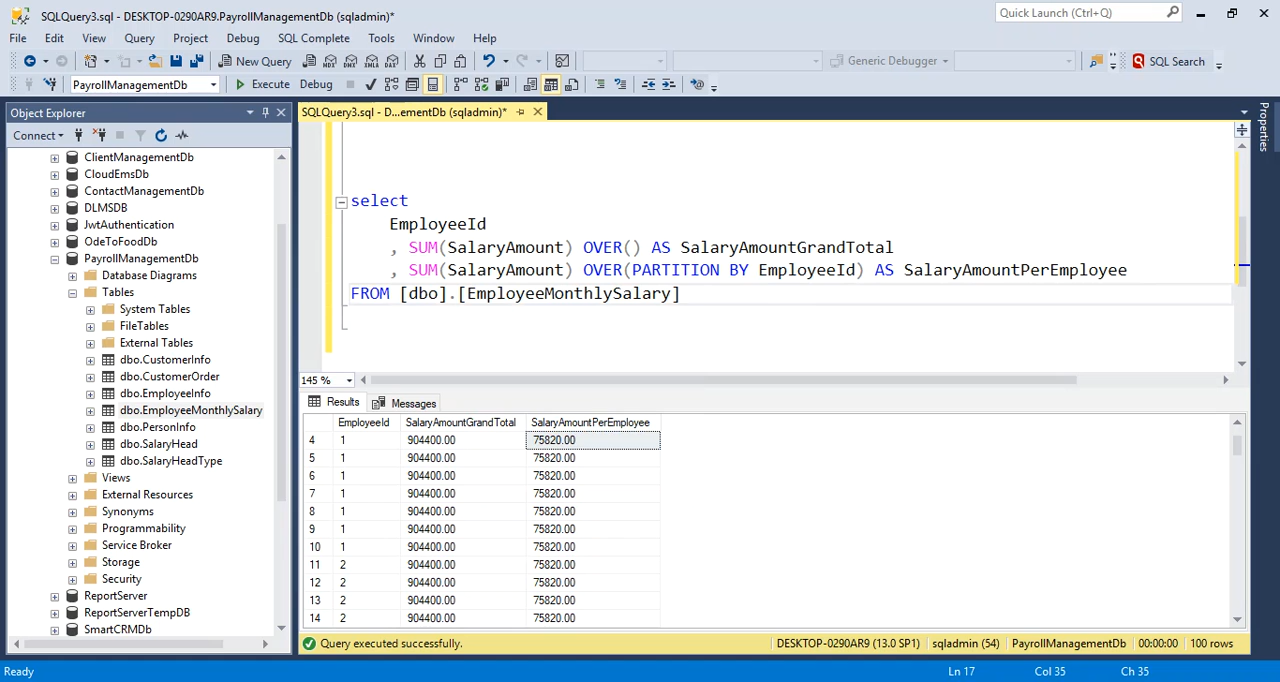 SQLQuery3.sql - DESKTOP-0290AR9.PayrollManagementDb (sqladmin)*
Quick Launch (Ctrl+Q)
File Edit View Query Project Debug SQL Complete Tools Window Help
New Query MDX DMX XMLA DAX Generic Debugger SQL Search
PayrollManagementDb Execute Debug
Object Explorer
SQLQuery3.sql - D...ementDb (sqladmin)*
Properties
Connect
ClientManagementDb
CloudEmsDb
ContactManagementDb
DLMSDB
JwtAuthentication
OdeToFoodDb
PayrollManagementDb
Database Diagrams
Tables
System Tables
FileTables
External Tables
dbo.CustomerInfo
dbo.CustomerOrder
dbo.EmployeeInfo
dbo.EmployeeMonthlySalary
dbo.PersonInfo
dbo.SalaryHead
dbo.SalaryHeadType
Views
External Resources
Synonyms
Programmability
Service Broker
Storage
Security
ReportServer
ReportServerTempDB
SmartCRMDb
select
EmployeeId
, SUM(SalaryAmount) OVER() AS SalaryAmountGrandTotal
, SUM(SalaryAmount) OVER(PARTITION BY EmployeeId) AS SalaryAmountPerEmployee
FROM [dbo].[EmployeeMonthlySalary]
145 %
Results Messages
EmployeeId SalaryAmountGrandTotal SalaryAmountPerEmployee
4 1 904400.00 75820.00
5 1 904400.00 75820.00
6 1 904400.00 75820.00
7 1 904400.00 75820.00
8 1 904400.00 75820.00
9 1 904400.00 75820.00
10 1 904400.00 75820.00
11 2 904400.00 75820.00
12 2 904400.00 75820.00
13 2 904400.00 75820.00
14 2 904400.00 75820.00
Query executed successfully. DESKTOP-0290AR9 (13.0 SP1) sqladmin (54) PayrollManagementDb 00:00:00 100 rows
Ready Ln 17 Col 35 Ch 35